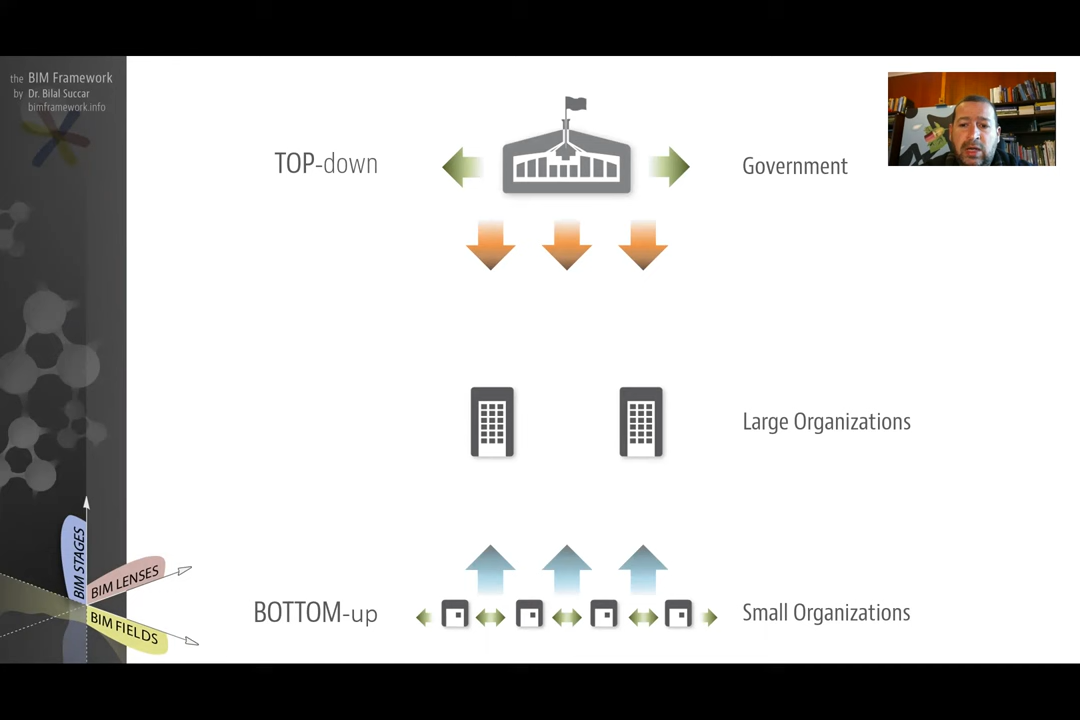 the BIM Framework
by Dr. Bilal Succar
bimframework.info
TOP-down
Government
Large Organizations
BOTTOM-up
Small Organizations
BIM STAGES
BIM LENSES
BIM FIELDS